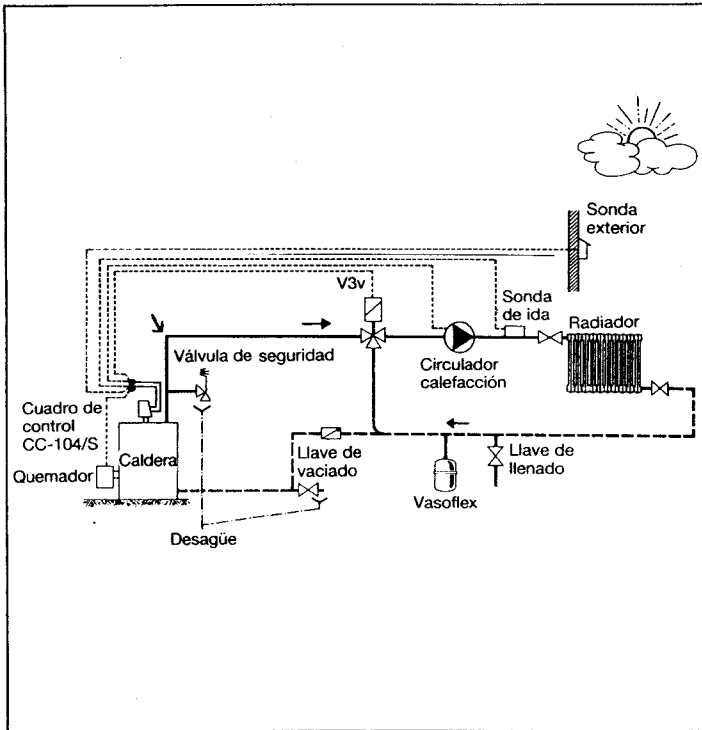 Sonda
exterior
V3v
Sonda
de ida
Radiador
Válvula de seguridad
Circulador
calefacción
Cuadro de
control
CC-104/S
Caldera
Quemador
Llave de
vaciado
Llave de
llenado
Vasoflex
Desagüe